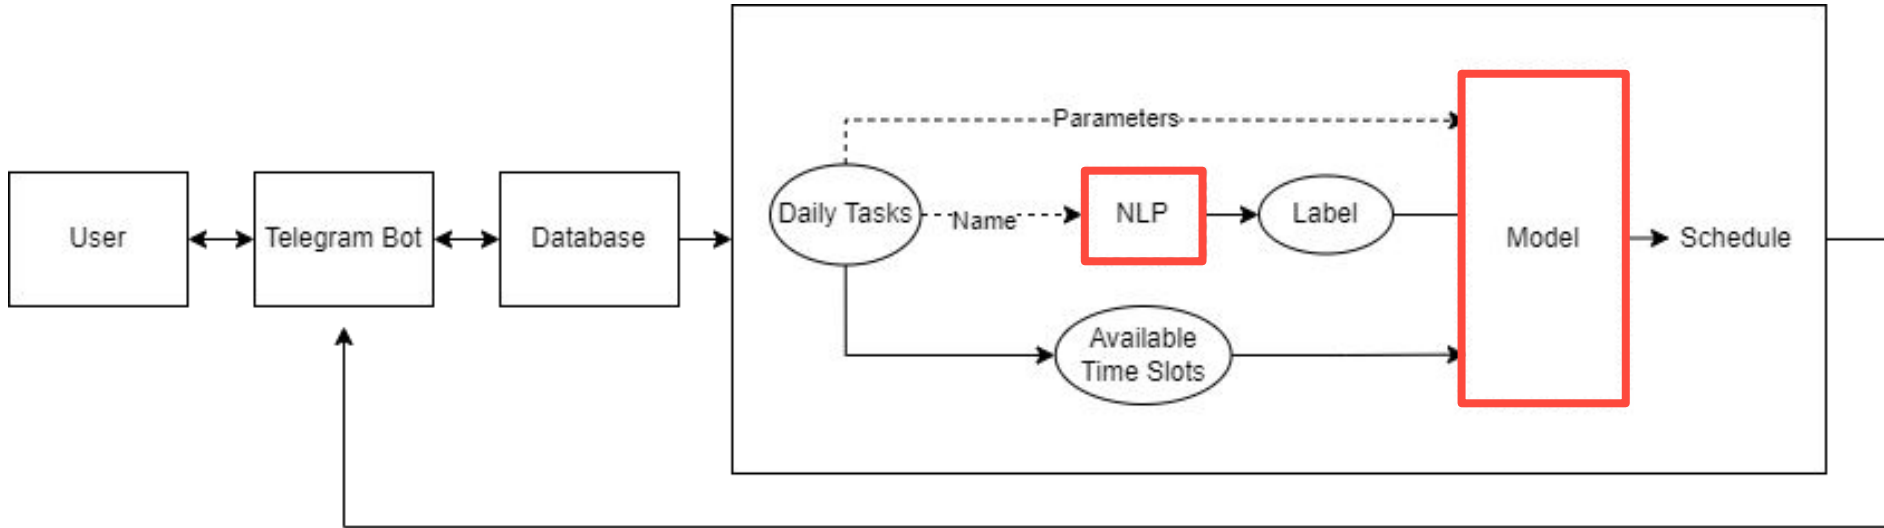 User
Telegram Bot
Database
Daily Tasks
Parameters
Name
NLP
Label
Available
Time Slots
Model
Schedule